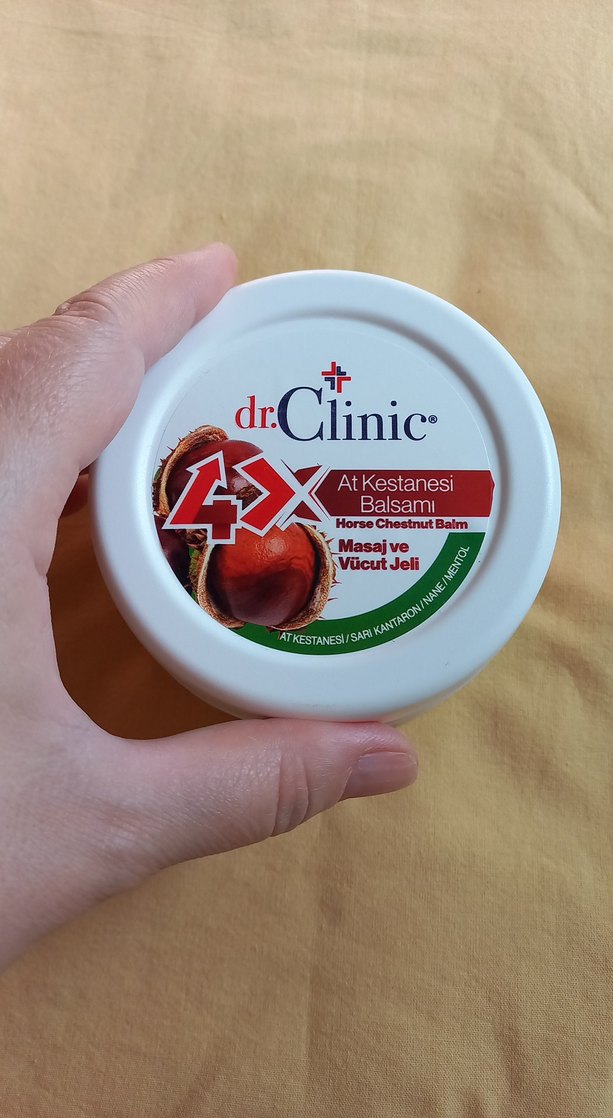 dr.Clinic®
4X
At Kestanesi
Balsamı
Horse Chestnut Balm
Masaj ve
Vücut Jeli
AT KESTANESİ / SARI KANTARON / NANE / MENTOL